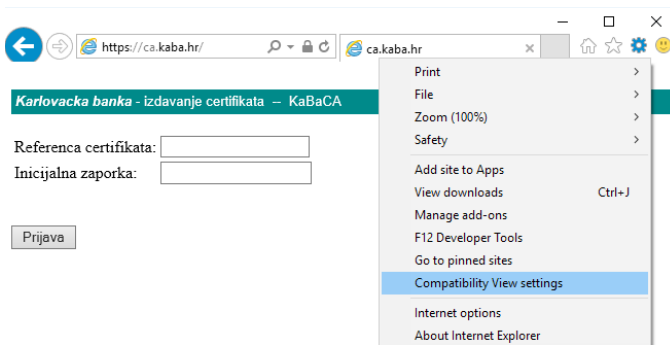 https://ca.kaba.hr/
ca.kaba.hr
Karlovacka banka - izdavanje certifikata -- KaBaCA
Referenca certifikata:
Inicijalna zaporka:
Prijava
Print
File
Zoom (100%)
Safety
Add site to Apps
View downloads Ctrl+J
Manage add-ons
F12 Developer Tools
Go to pinned sites
Compatibility View settings
Internet options
About Internet Explorer